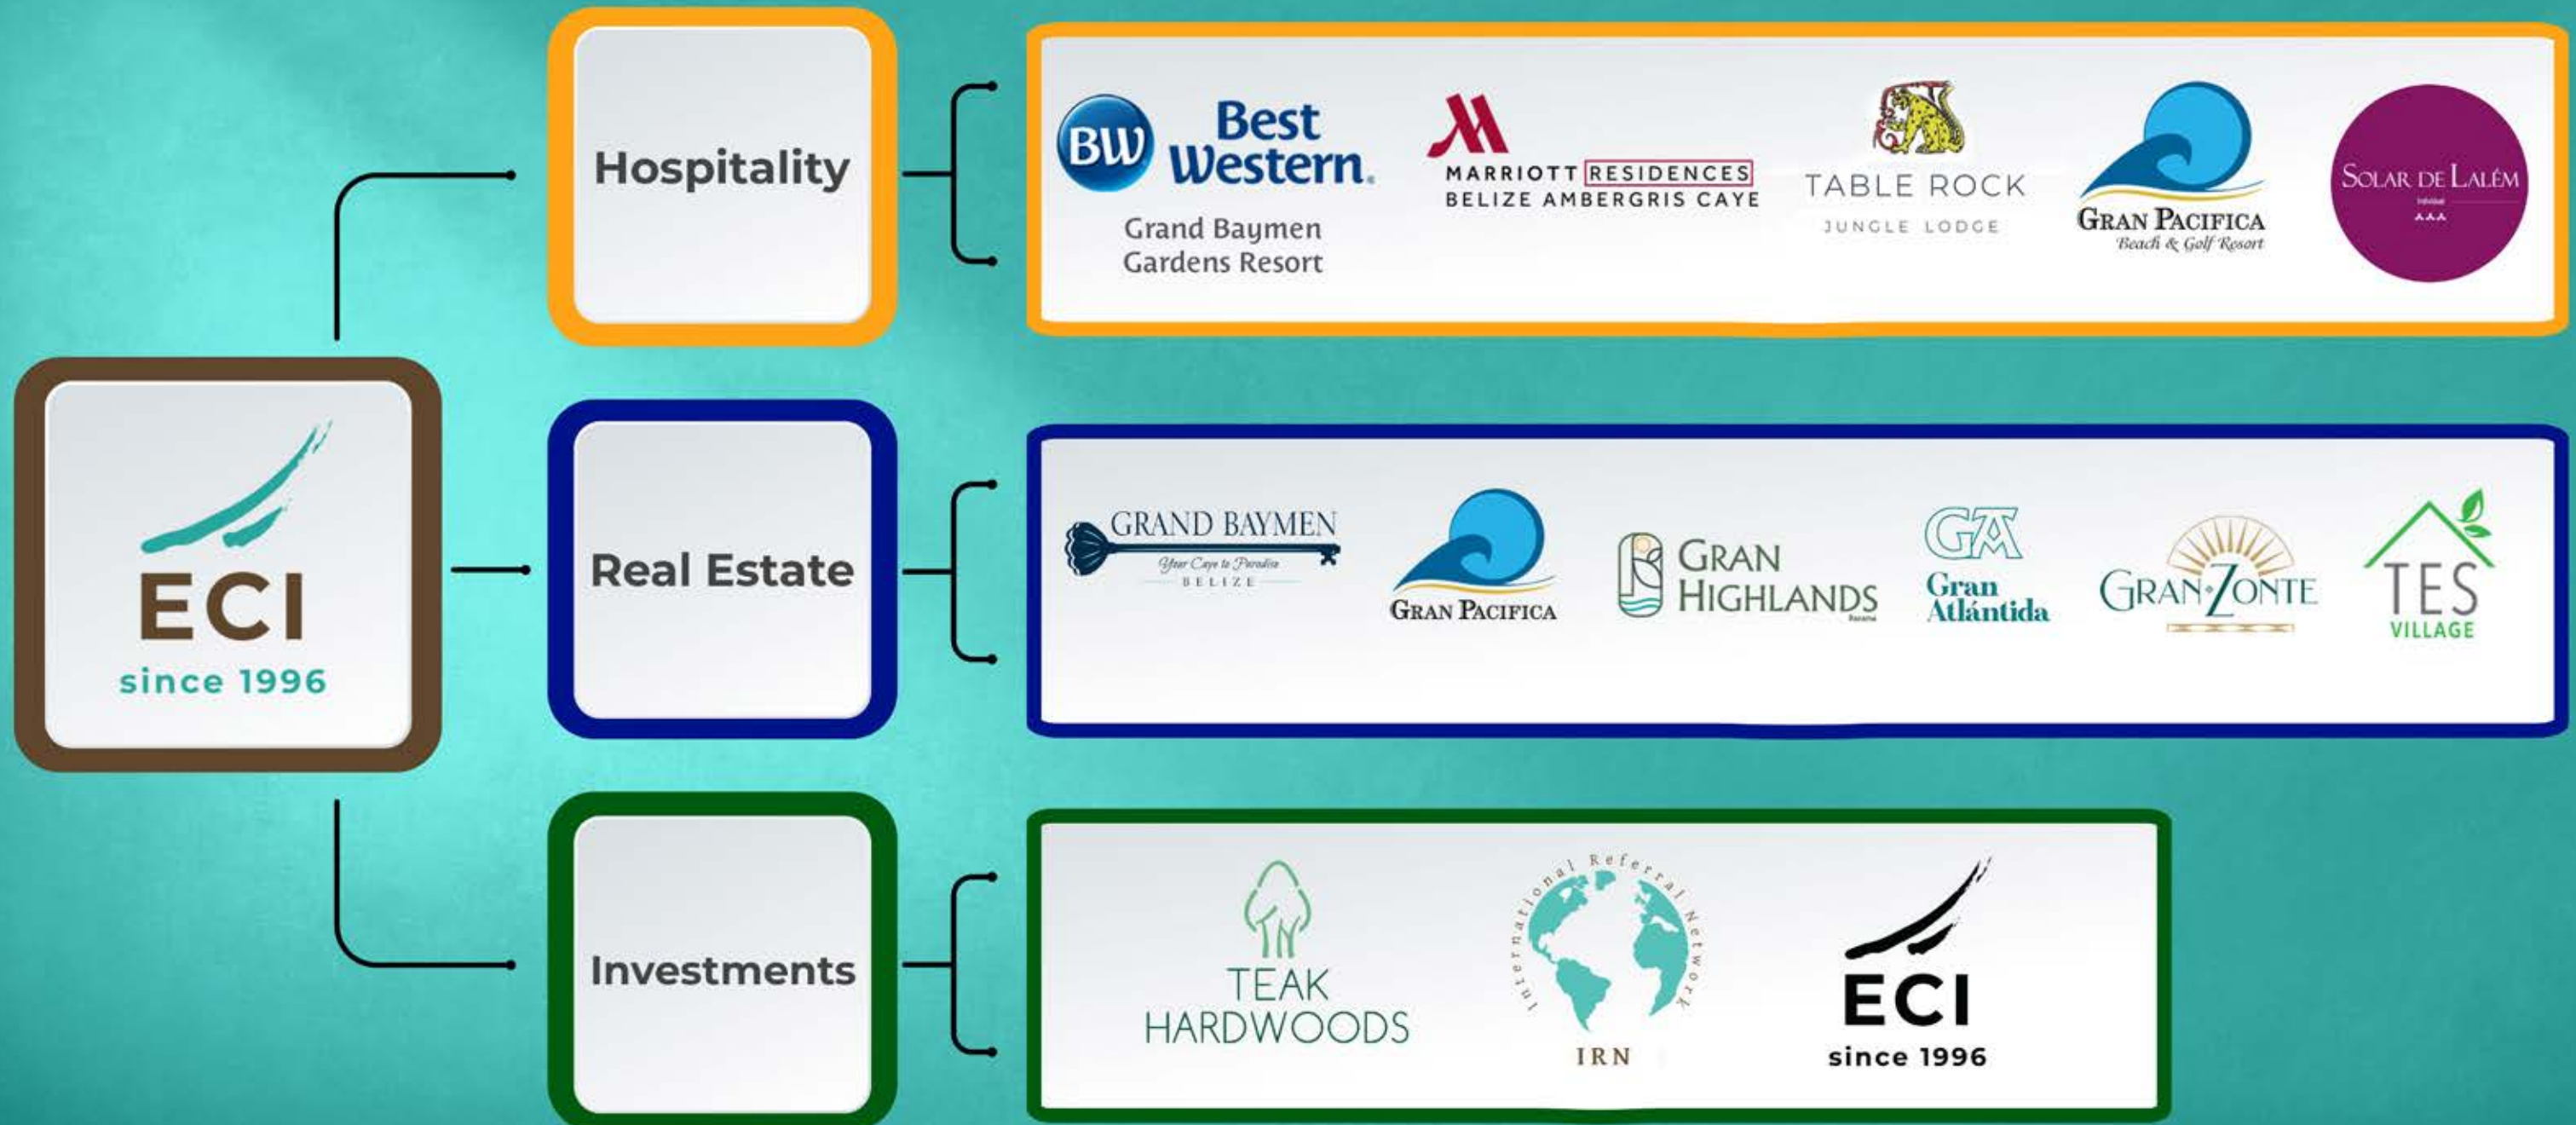 Hospitality
BW
Best
Western.
Grand Baymen
Gardens Resort
MARRIOTT RESIDENCES
BELIZE AMBERGRIS CAYE
TABLE ROCK
JUNGLE LODGE
GRAN PACIFICA
Beach & Golf Resort
SOLAR DE LALÉM
ECI
since 1996
Real Estate
GRAND BAYMEN
Your Caye to Paradise
BELIZE
GRAN PACIFICA
GRAN
HIGHLANDS
Panama
GA
Gran
Atlántida
GRAN ZONTE
TES
VILLAGE
Investments
TEAK
HARDWOODS
International Referral Network
IRN
ECI
since 1996